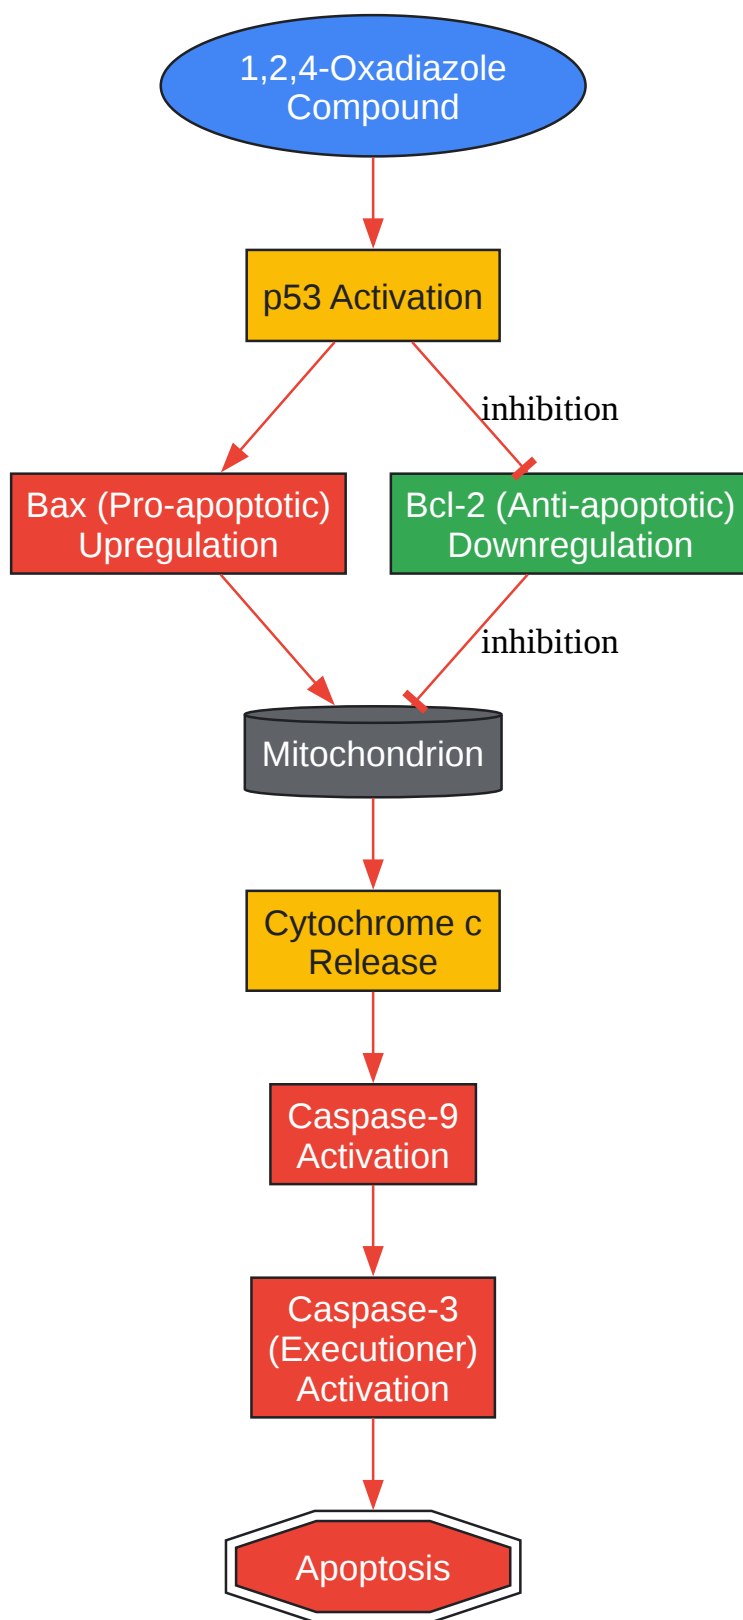 1,2,4-Oxadiazole
Compound
p53 Activation
inhibition
Bax (Pro-apoptotic)
Upregulation
Bcl-2 (Anti-apoptotic)
Downregulation
inhibition
Mitochondrion
Cytochrome c
Release
Caspase-9
Activation
Caspase-3
(Executioner)
Activation
Apoptosis